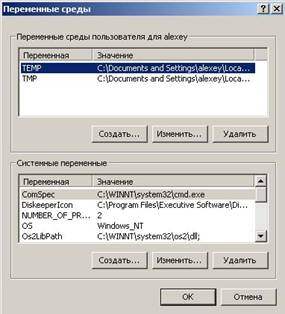 Переменные среды
Переменные среды пользователя для alexey
Переменная Значение
TEMP C:\Documents and Settings\alexey\Loca...
TMP C:\Documents and Settings\alexey\Loca...
Создать... Изменить... Удалить
Системные переменные
Переменная Значение
ComSpec C:\WINNT\system32\cmd.exe
DiskeeperIcon C:\Program Files\Executive Software\Di...
NUMBER_OF_PR... 2
OS Windows_NT
Os2LibPath C:\WINNT\system32\os2\dll;
Создать... Изменить... Удалить
OK Отмена